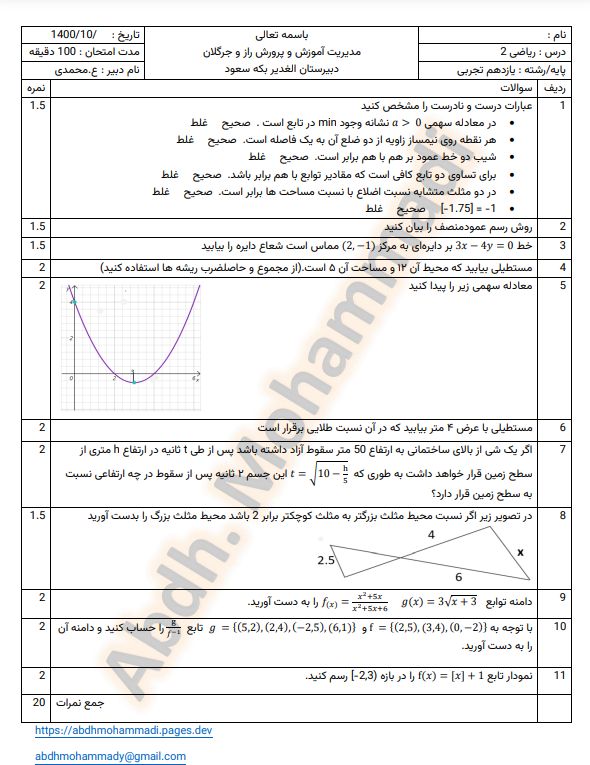 نام :
باسمه تعالی
تاریخ : /1400/10
درس : ریاضی 2
مدیریت آموزش و پرورش راز و جرگلان
مدت امتحان : 100 دقیقه
پایه/رشته : یازدهم تجربی
دبیرستان الغدیر بکه سعود
نام دبیر : ع.محمدی
ردیف سوالات نمره
1 عبارات درست و نادرست را مشخص کنید 1.5
• در معادله سهمی a > 0 نشانه وجود min در تابع است . صحیح غلط
• هر نقطه روی نیمساز زاویه از دو ضلع آن به یک فاصله است. صحیح غلط
• شیب دو خط عمود بر هم با هم برابر است. صحیح غلط
• برای تساوی دو تابع کافی است که مقادیر توابع با هم برابر باشد. صحیح غلط
• در دو مثلث متشابه نسبت اضلاع با نسبت مساحت ها برابر است. صحیح غلط
• [-1.75] = -1 صحیح غلط
2 روش رسم عمودمنصف را بیان کنید 1.5
3 خط 3x − 4y = 0 بر دایره‌ای به مرکز (2, −1) مماس است شعاع دایره را بیابید 1.5
4 مستطیلی بیابید که محیط آن ۱۲ و مساحت آن ۵ است.(از مجموع و حاصلضرب ریشه ها استفاده کنید) 2
5 معادله سهمی زیر را پیدا کنید 2
y
4
2
0 2 3 6 x
6 مستطیلی با عرض ۴ متر بیابید که در آن نسبت طلایی برقرار است 2
7 اگر یک شی از بالای ساختمانی به ارتفاع 50 متر سقوط آزاد داشته باشد پس از طی t ثانیه در ارتفاع h متری از 2
سطح زمین قرار خواهد داشت به طوری که t = √(10 − h/5) این جسم ۲ ثانیه پس از سقوط در چه ارتفاعی نسبت
به سطح زمین قرار دارد؟
8 در تصویر زیر اگر نسبت محیط مثلث بزرگتر به مثلث کوچکتر برابر 2 باشد محیط مثلث بزرگ را بدست آورید 1.5
4
2.5 x
6
9 دامنه توابع g(x) = 3√(x + 3) f(x) = (x²+5x)/(x²+5x+6) را به دست آورید. 2
10 با توجه به f = {(2,5), (3,4), (0, −2)} و g = {(5,2), (2,4), (−2,5), (6,1)} تابع g/f⁻¹ را حساب کنید و دامنه آن 2
را به دست آورید.
11 نمودار تابع f(x) = [x] + 1 را در بازه [-2,3) رسم کنید. 2
جمع نمرات 20
https://abdhmohammadi.pages.dev
abdhmohammady@gmail.com
Abdh. Mohammadi